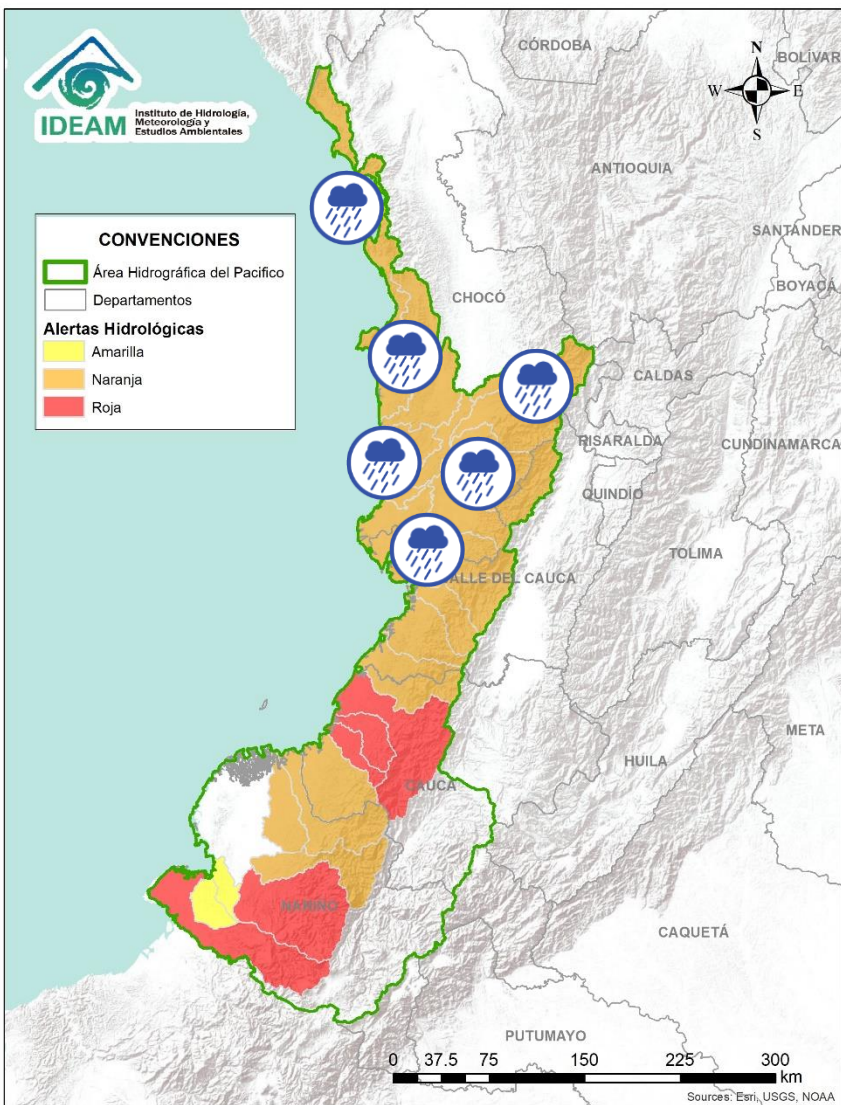 IDEAM
Instituto de Hidrología,
Meteorología y
Estudios Ambientales
CÓRDOBA
BOLÍVAR
N
W
E
S
ANTIOQUIA
SANTANDER
BOYACÁ
CONVENCIONES
Área Hidrográfica del Pacifico
Departamentos
Alertas Hidrológicas
Amarilla
Naranja
Roja
CHOCÓ
CALDAS
RISARALDA
CUNDINAMARCA
QUINDÍO
TOLIMA
ALLE DEL CAUCA
META
HUILA
CAUCA
NARIÑO
CAQUETÁ
PUTUMAYO
0 37.5 75 150 225 300
km
Sources: Esri, USGS, NOAA